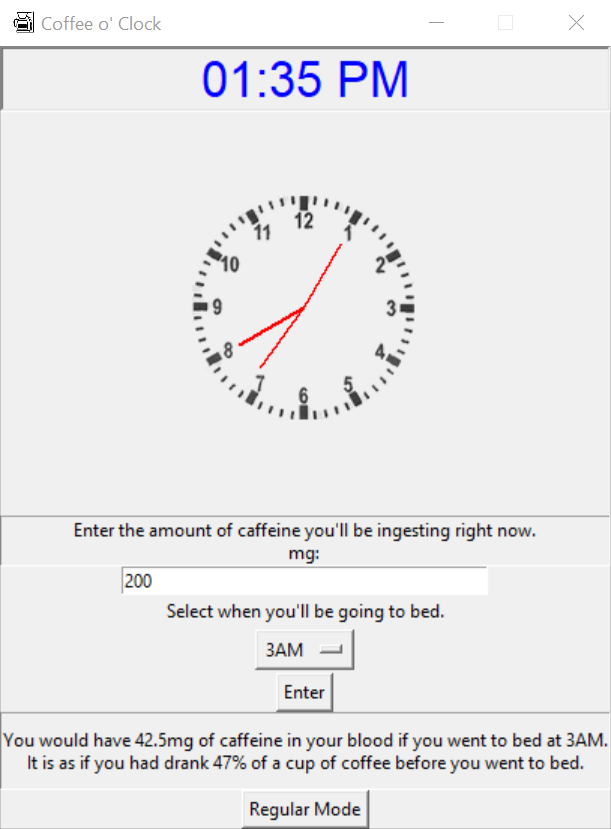 Coffee o' Clock
01:35 PM
12
11
1
10
2
9
3
8
4
7
5
6
Enter the amount of caffeine you'll be ingesting right now.
mg:
200
Select when you'll be going to bed.
3AM
Enter
You would have 42.5mg of caffeine in your blood if you went to bed at 3AM.
It is as if you had drank 47% of a cup of coffee before you went to bed.
Regular Mode